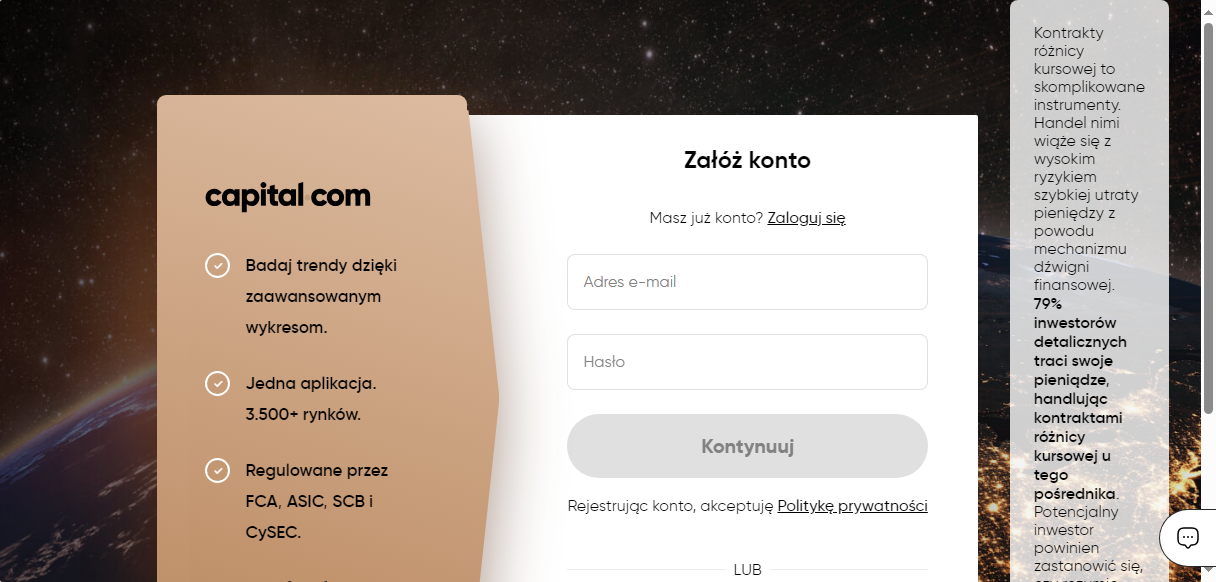 capital com
Badaj trendy dzięki
zaawansowanym
wykresom.
Jedna aplikacja.
3.500+ rynków.
Regulowane przez
FCA, ASIC, SCB i
CySEC.
Załóż konto
Masz już konto? Zaloguj się
Adres e-mail
Hasło
Kontynuuj
Rejestrując konto, akceptuję Politykę prywatności
LUB
Kontrakty
różnicy
kursowej to
skomplikowane
instrumenty.
Handel nimi
wiąże się z
wysokim
ryzykiem
szybkiej utraty
pieniędzy z
powodu
mechanizmu
dźwigni
finansowej.
79%
inwestorów
detalicznych
traci swoje
pieniądze,
handlując
kontraktami
różnicy
kursowej u
tego
pośrednika.
Potencjalny
inwestor
powinien
zastanowić się,